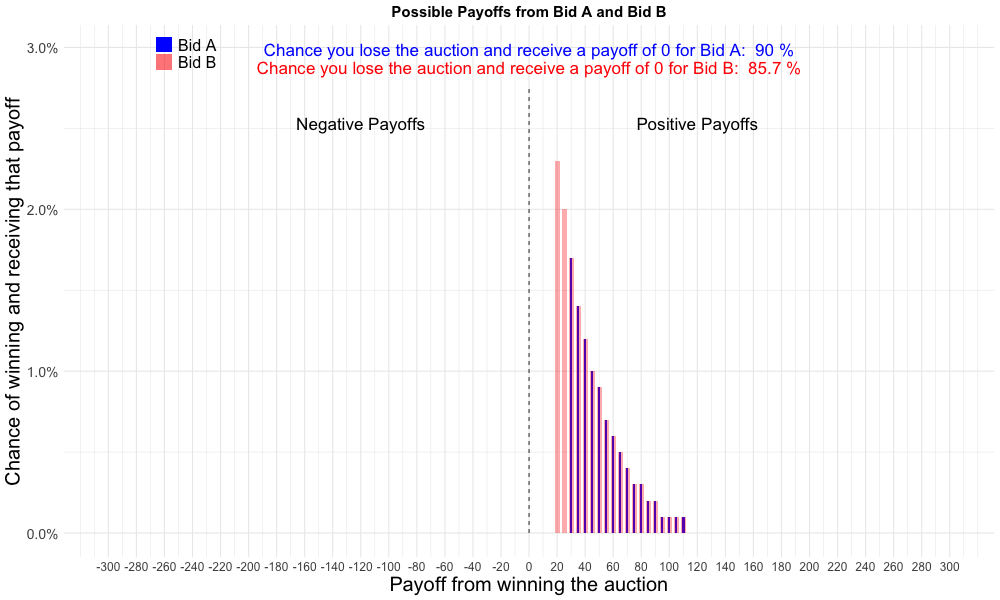 Possible Payoffs from Bid A and Bid B
Bid A
Bid B
Chance you lose the auction and receive a payoff of 0 for Bid A:  90 %
Chance you lose the auction and receive a payoff of 0 for Bid B:  85.7 %
Negative Payoffs
Positive Payoffs
Chance of winning and receiving that payoff
3.0%
2.0%
1.0%
0.0%
-300 -280 -260 -240 -220 -200 -180 -160 -140 -120 -100 -80 -60 -40 -20 0 20 40 60 80 100 120 140 160 180 200 220 240 260 280 300
Payoff from winning the auction